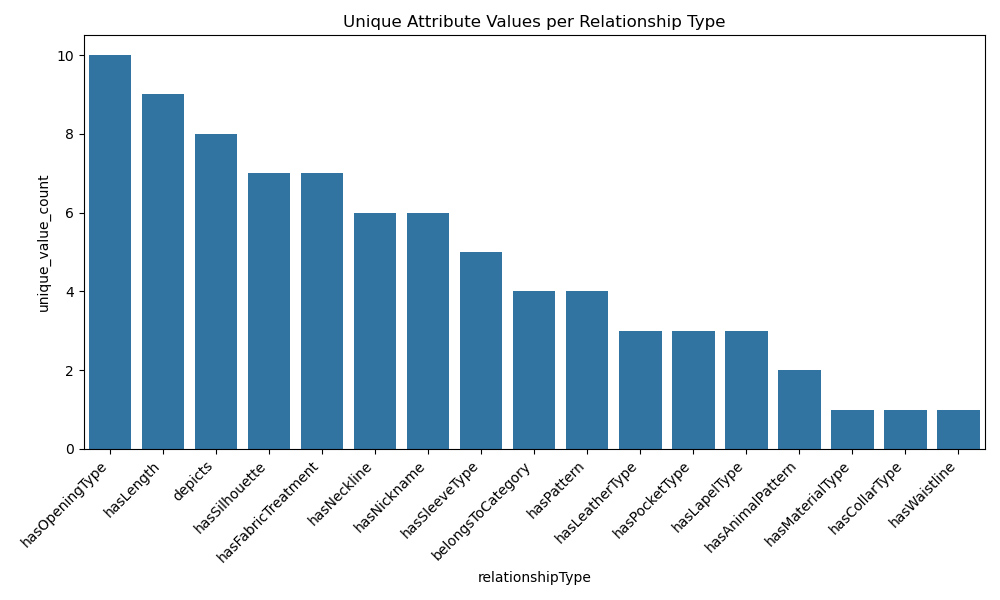 Unique Attribute Values per Relationship Type
unique_value_count
10
8
6
4
2
0
hasOpeningType
hasLength
depicts
hasSilhouette
hasFabricTreatment
hasNeckline
hasNickname
hasSleeveType
belongsToCategory
hasPattern
hasLeatherType
hasPocketType
hasLapelType
hasAnimalPattern
hasMaterialType
hasCollarType
hasWaistline
relationshipType